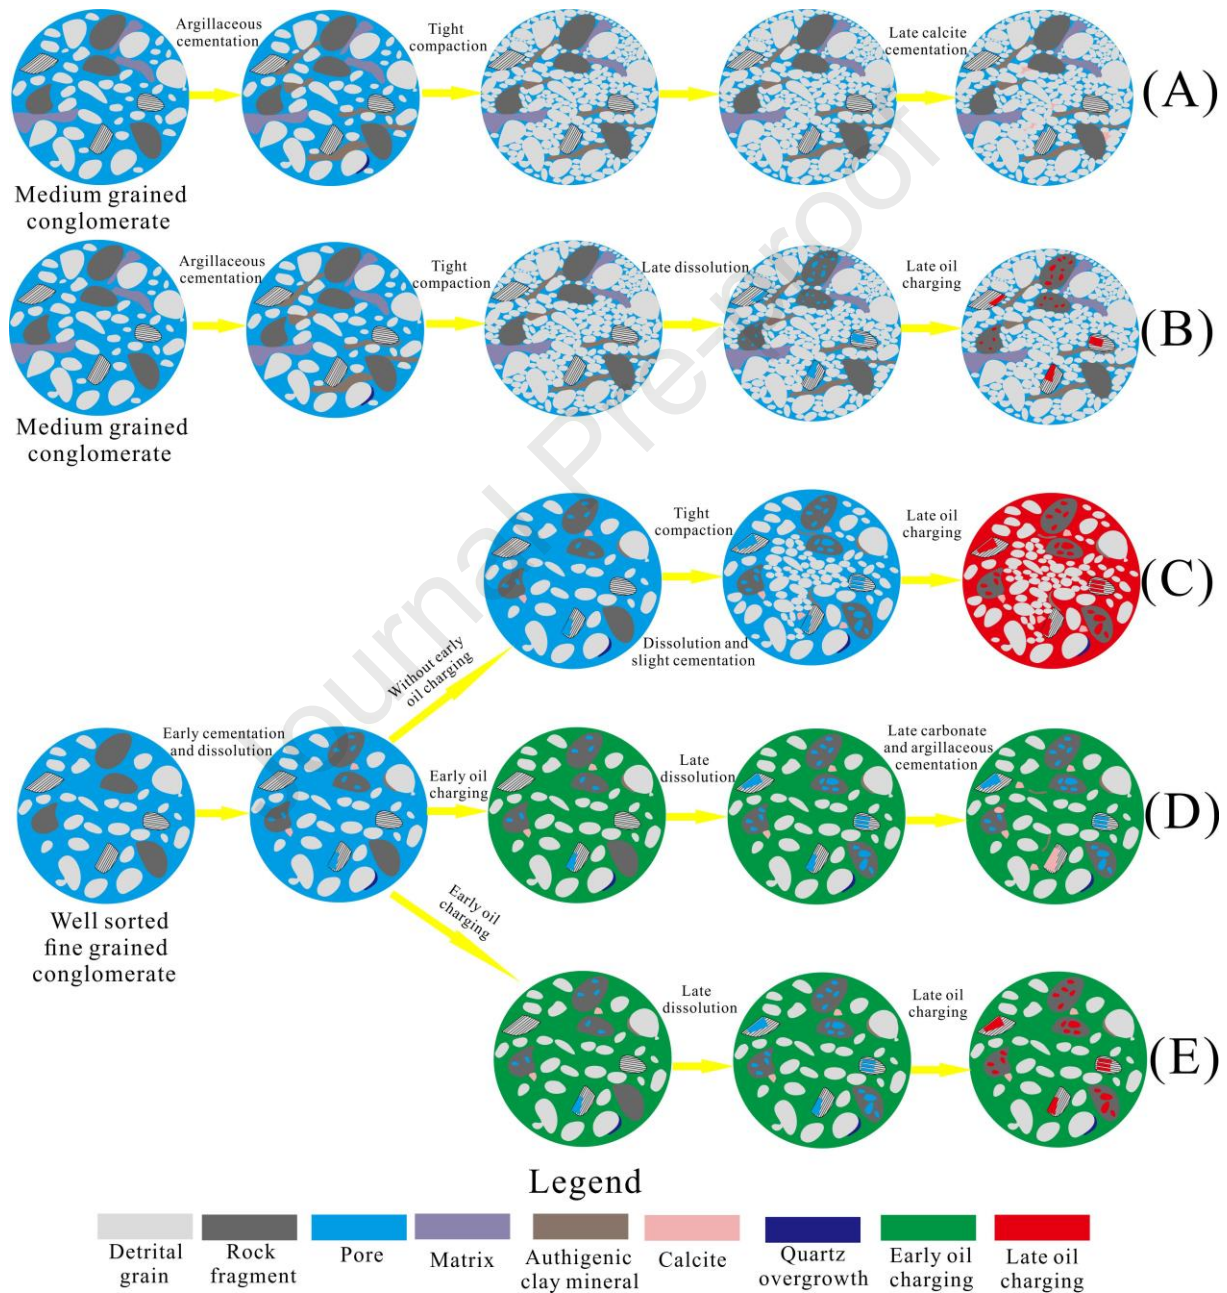 Argillaceous
cementation
Tight
compaction
Late calcite
cementation
(A)
Medium grained
conglomerate
Argillaceous
cementation
Tight
compaction
Late dissolution
Late oil
charging
(B)
Medium grained
conglomerate
Without early
oil charging
Tight
compaction
Dissolution and
slight cementation
Late oil
charging
(C)
Early cementation
and dissolution
Early oil
charging
Late
dissolution
Late carbonate
and argillaceous
cementation
(D)
Well sorted
fine grained
conglomerate
Early oil
charging
Late
dissolution
Late oil
charging
(E)
Legend
Detrital
grain
Rock
fragment
Pore
Matrix
Authigenic
clay mineral
Calcite
Quartz
overgrowth
Early oil
charging
Late oil
charging
Journal Pre-proof